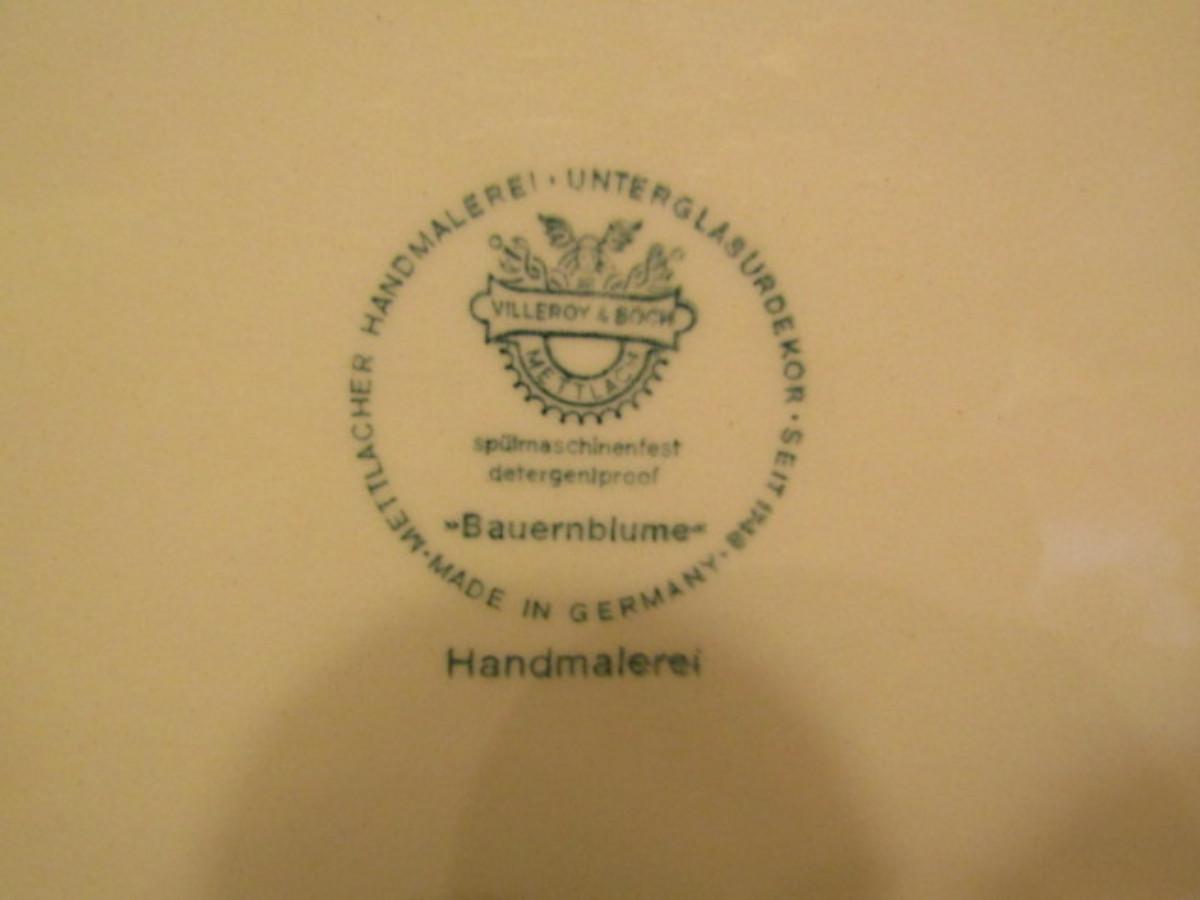 METTLACHER HANDMALEREI · UNTERGLASURDEKOR · SEIT 1748 · MADE IN GERMANY ·
VILLEROY & BOCH
METTLACH
spülmaschinenfest
detergentproof
»Bauernblume«
Handmalerei